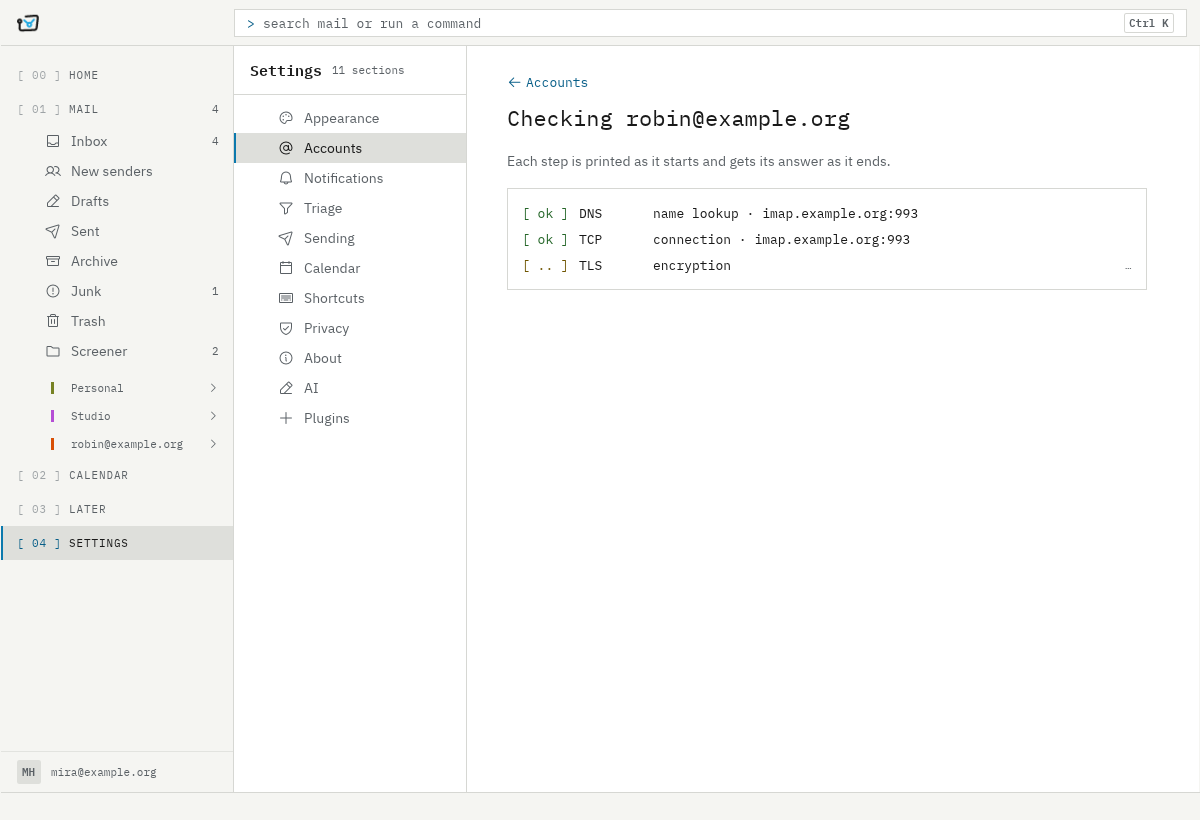 > search mail or run a command Ctrl K
[ 00 ] HOME
[ 01 ] MAIL 4
Inbox 4
New senders
Drafts
Sent
Archive
Junk 1
Trash
Screener 2
Personal
Studio
robin@example.org
[ 02 ] CALENDAR
[ 03 ] LATER
[ 04 ] SETTINGS
MH mira@example.org
Settings 11 sections
Appearance
Accounts
Notifications
Triage
Sending
Calendar
Shortcuts
Privacy
About
AI
Plugins
← Accounts
Checking robin@example.org
Each step is printed as it starts and gets its answer as it ends.
[ ok ] DNS name lookup · imap.example.org:993
[ ok ] TCP connection · imap.example.org:993
[ .. ] TLS encryption …